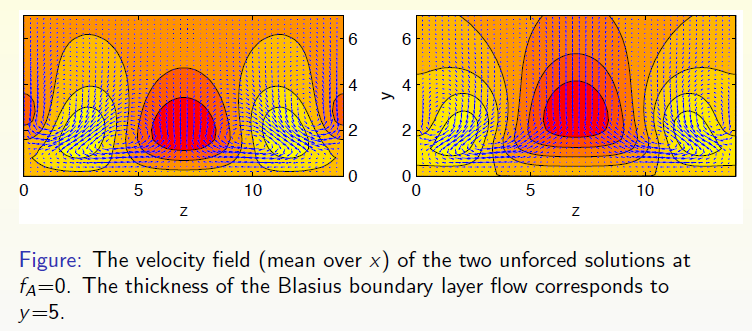 6
4
2
0
0 5 10
z
y
6
4
2
0
0 5 10
z
Figure: The velocity field (mean over x) of the two unforced solutions at
fA=0. The thickness of the Blasius boundary layer flow corresponds to
y=5.